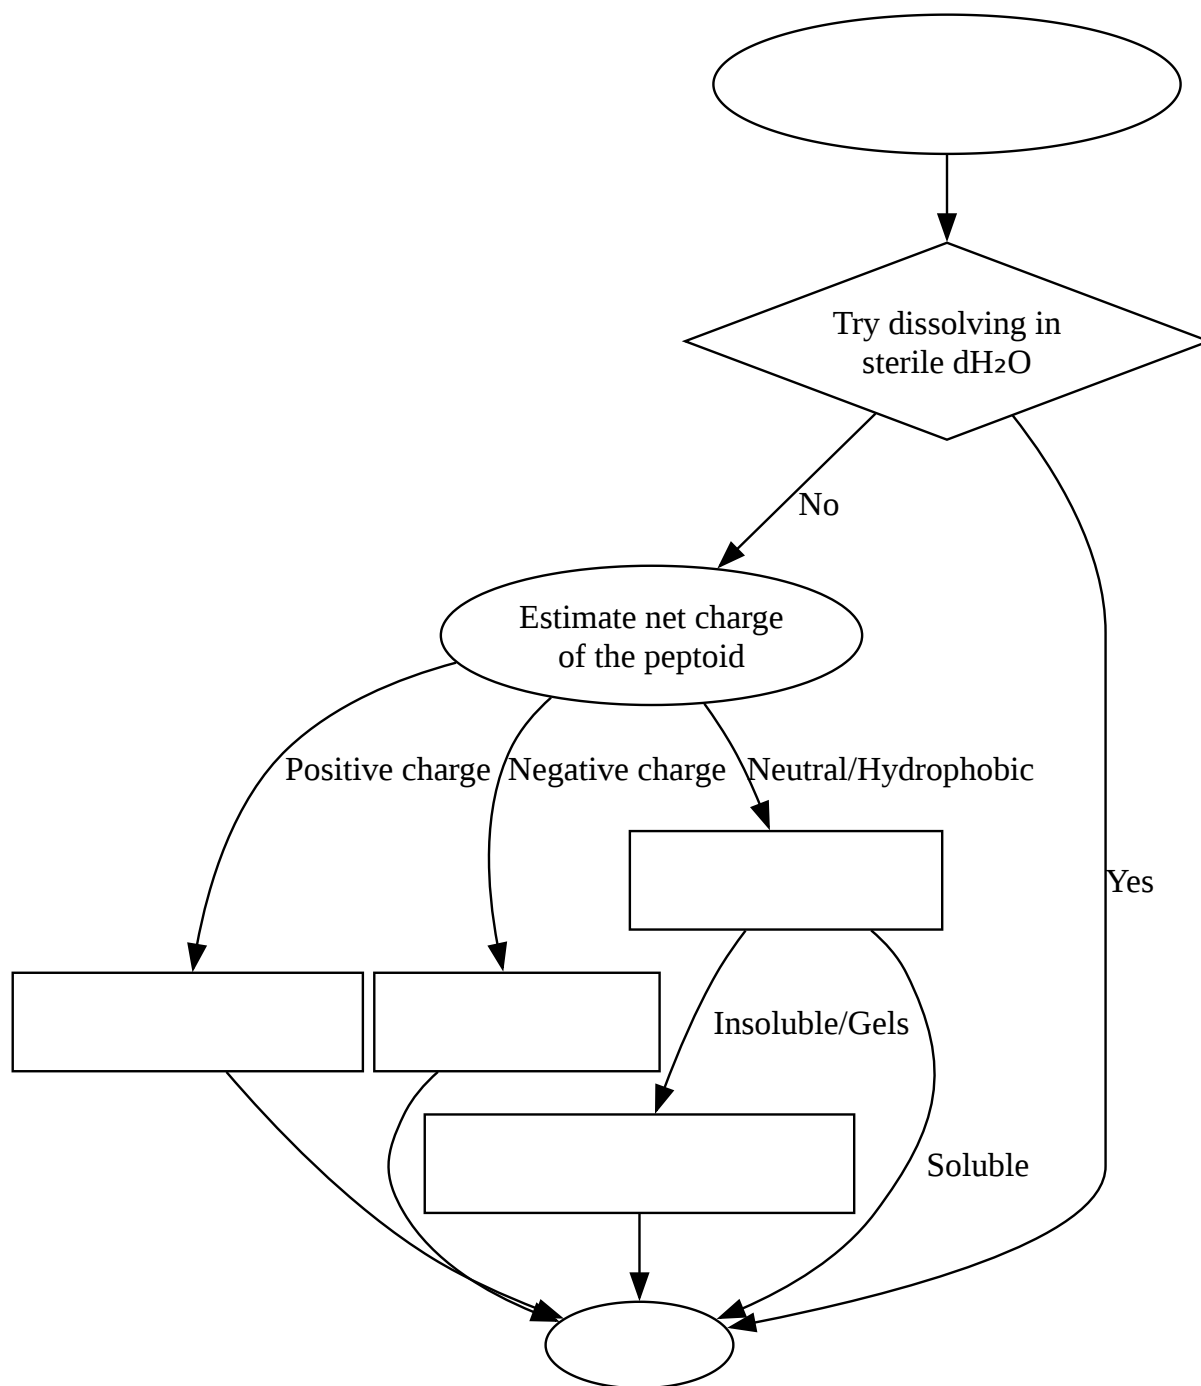 Try dissolving in
sterile dH₂O
No
Estimate net charge
of the peptoid
Positive charge
Negative charge
Neutral/Hydrophobic
Yes
Insoluble/Gels
Soluble